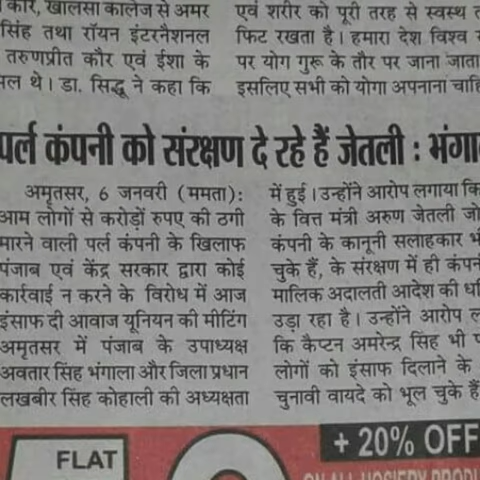 कौर, खालसा कालेज से अमर
सिंह तथा रॉयन इंटरनैशनल
तरुणप्रीत कौर एवं ईशा के
थे। डा. सिद्धू ने कहा कि
एवं शरीर को पूरी तरह से स्वस्थ
फिट रखता है। हमारा देश विश्व
पर योग गुरू के तौर पर जाना जाता
इसलिए सभी को योगा अपनाना
पर्ल कंपनी को संरक्षण दे रहे हैं जेतली : भंगा
अमृतसर, 6 जनवरी (ममता):
आम लोगों से करोड़ों रुपए की ठगी
मारने वाली पर्ल कंपनी के खिलाफ
पंजाब एवं केंद्र सरकार द्वारा कोई
कार्रवाई न करने के विरोध में आज
इंसाफ दी आवाज यूनियन की मीटिंग
अमृतसर में पंजाब के उपाध्यक्ष
अवतार सिंह भंगाला और जिला प्रधान
लखबीर सिंह कोहाली की अध्यक्षता
में हुई। उन्होंने आरोप लगाया कि
के वित्त मंत्री अरुण जेतली जो
कंपनी के कानूनी सलाहकार भ
चुके हैं, के संरक्षण में ही कंपन
मालिक अदालती आदेश की
उड़ा रहा है। उन्होंने आरोप
कि कैप्टन अमरेन्द्र सिंह भी
लोगों को इंसाफ दिलाने के
चुनावी वायदे को भूल चुके हैं
FLAT
+ 20% OFF
ON ALL HOSIERY PRODU